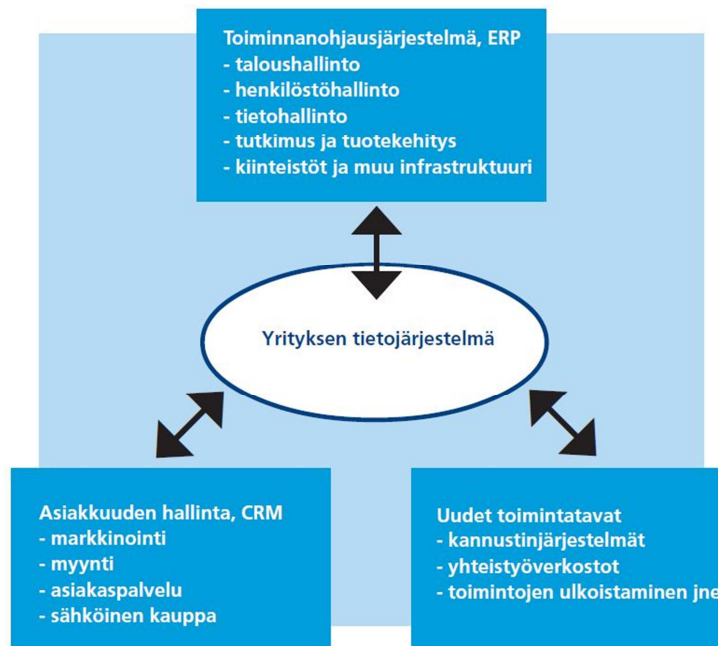 Toiminnanohjausjärjestelmä, ERP
- taloushallinto
- henkilöstöhallinto
- tietohallinto
- tutkimus ja tuotekehitys
- kiinteistöt ja muu infrastruktuuri
Yrityksen tietojärjestelmä
Asiakkuuden hallinta, CRM
- markkinointi
- myynti
- asiakaspalvelu
- sähköinen kauppa
Uudet toimintatavat
- kannustinjärjestelmät
- yhteistyöverkostot
- toimintojen ulkoistaminen jne